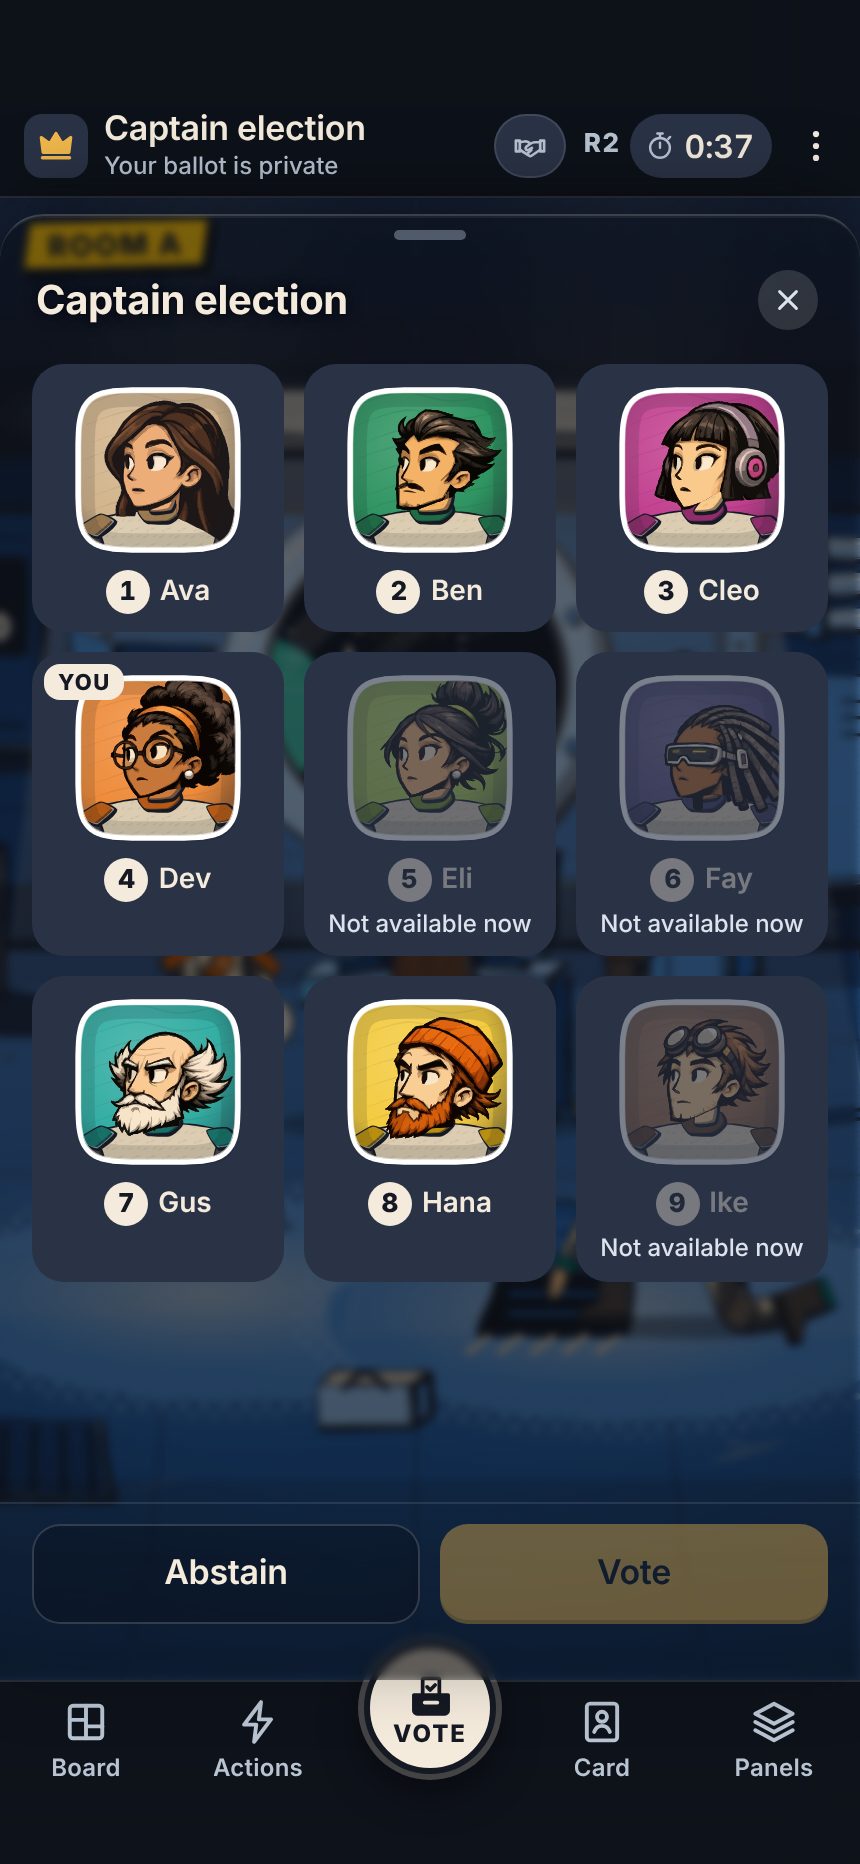 Captain election
Your ballot is private
R2
0:37
ROOM A
Captain election
1 Ava
2 Ben
3 Cleo
YOU
4 Dev
5 Eli
Not available now
6 Fay
Not available now
7 Gus
8 Hana
9 Ike
Not available now
Abstain
Vote
Board
Actions
VOTE
Card
Panels